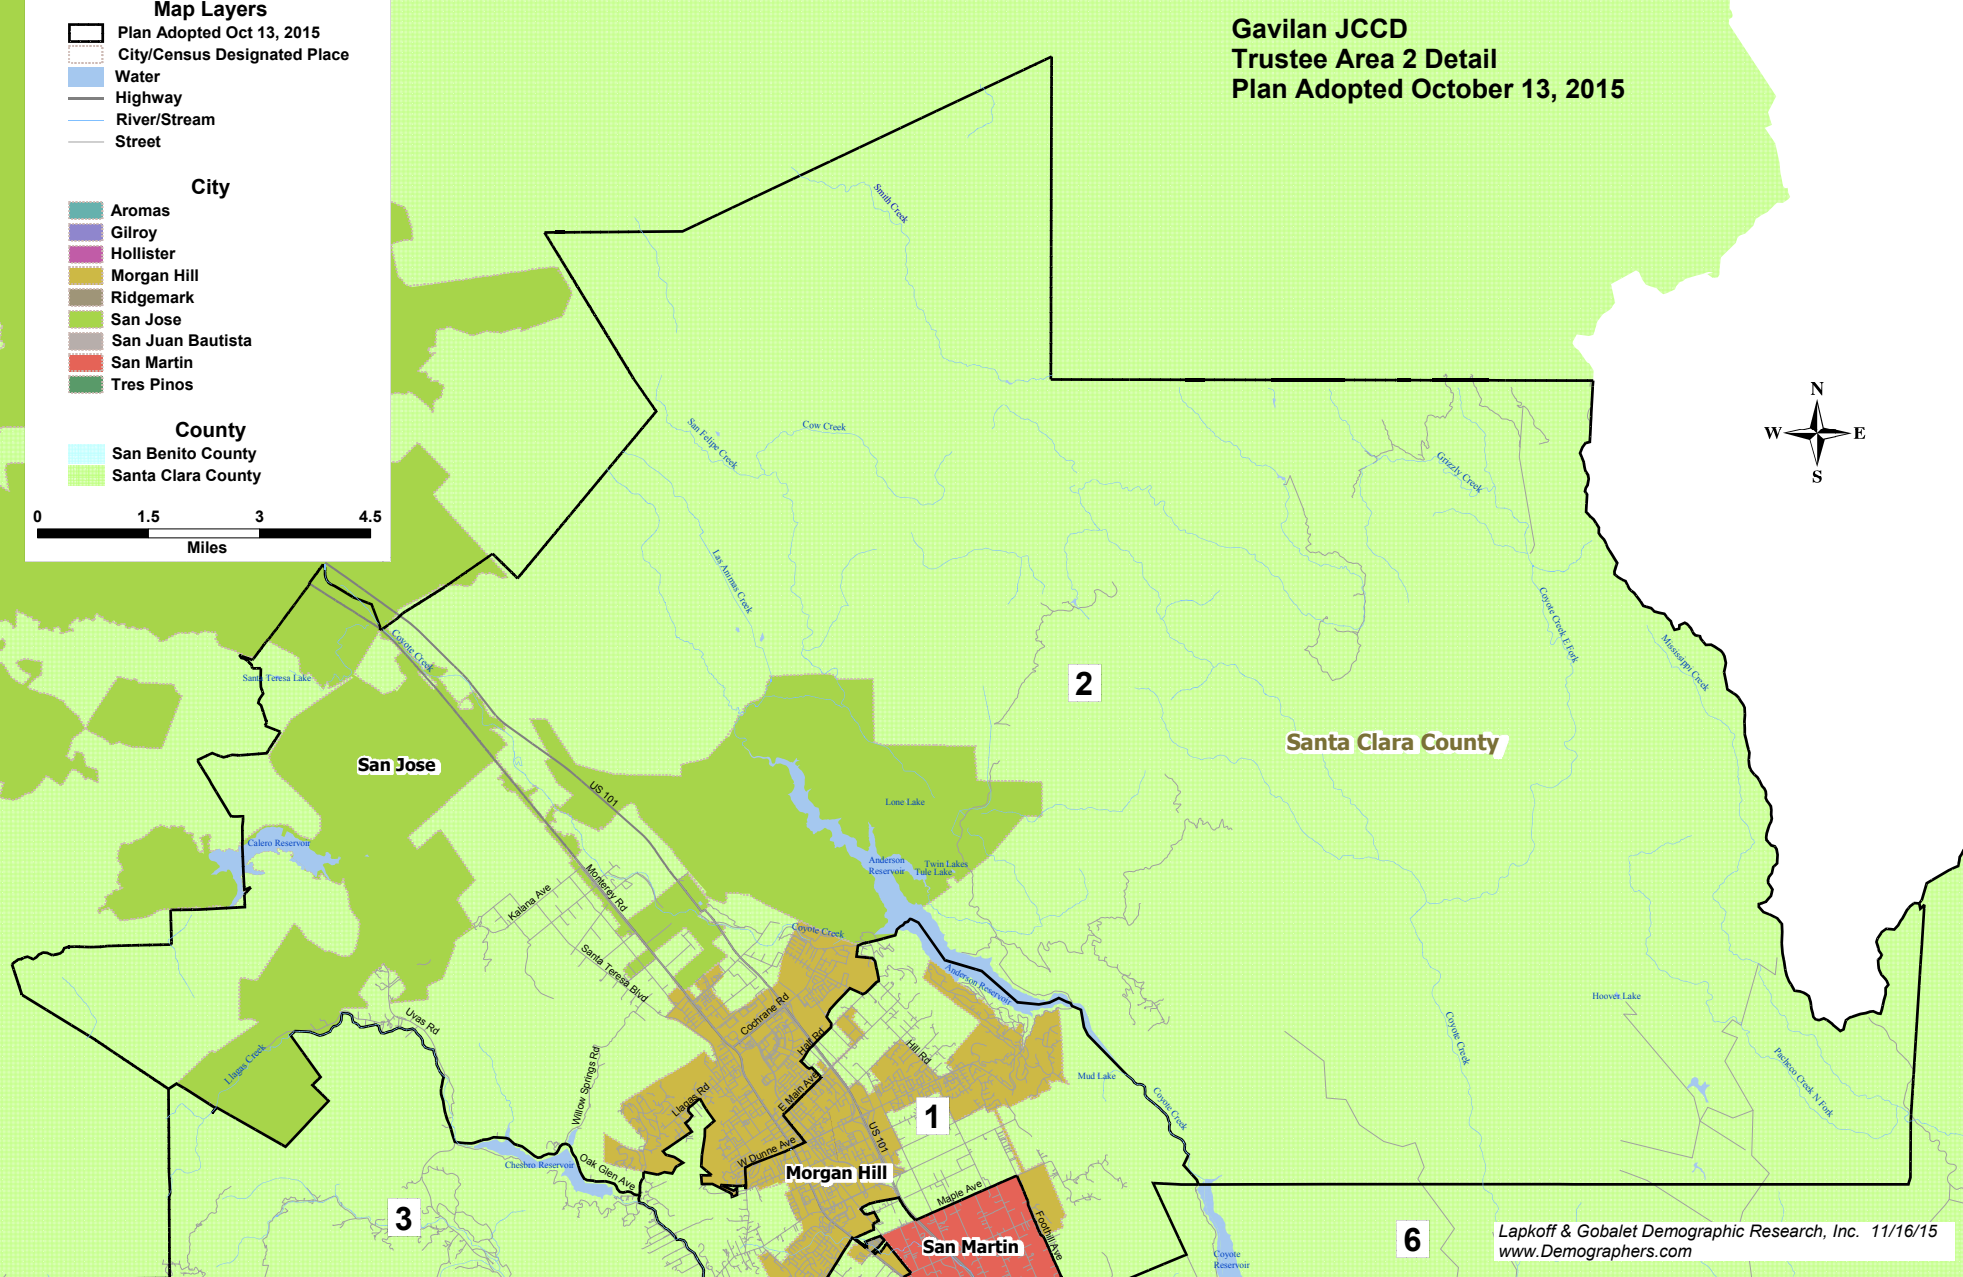 Map Layers
Plan Adopted Oct 13, 2015
City/Census Designated Place
Water
Highway
River/Stream
Street
City
Aromas
Gilroy
Hollister
Morgan Hill
Ridgemark
San Jose
San Juan Bautista
San Martin
Tres Pinos
County
San Benito County
Santa Clara County
0 1.5 3 4.5
Miles
Gavilan JCCD
Trustee Area 2 Detail
Plan Adopted October 13, 2015
N
W E
S
Smith Creek
San Felipe Creek
Cow Creek
Grizzly Creek
Las Animas Creek
Coyote Creek E Fork
Mississippi Creek
Coyote Creek
Santa Teresa Lake
2
Santa Clara County
San Jose
US 101
Lone Lake
Calero Reservoir
Anderson
Reservoir
Twin Lakes
Tule Lake
Kalana Ave
Monterey Rd
Coyote Creek
Santa Teresa Blvd
Anderson Reservoir
Hoover Lake
Uvas Rd
Cochrane Rd
Half Rd
Hill Rd
Coyote Creek
Llagas Creek
Willow Springs Rd
Llagas Rd
E Main Ave
Mud Lake
Coyote Creek
Pacheco Creek N Fork
1
US 101
W Dunne Ave
Chesbro Reservoir
Oak Glen Ave
Morgan Hill
Maple Ave
Foothill Ave
3
San Martin
6
Coyote
Reservoir
Lapkoff & Gobalet Demographic Research, Inc. 11/16/15
www.Demographers.com